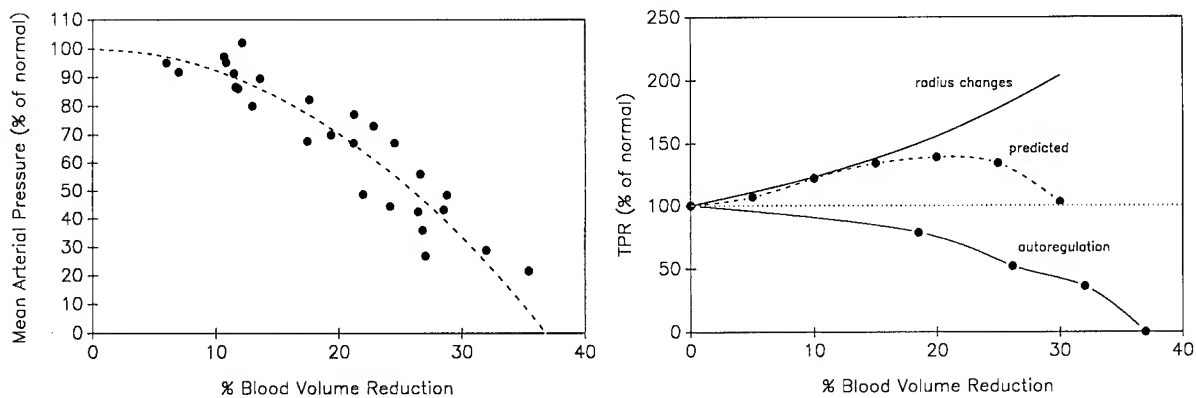 110
100
90
80
70
60
50
40
30
20
10
0
Mean Arterial Pressure (% of normal)
0 10 20 30 40
% Blood Volume Reduction
250
200
150
100
50
0
TPR (% of normal)
radius changes
predicted
autoregulation
0 10 20 30 40
% Blood Volume Reduction